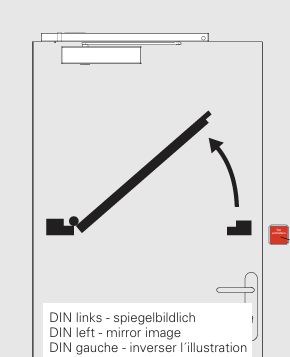 DIN links - spiegelbildlich
DIN left - mirror image
DIN gauche - inverser l´illustration